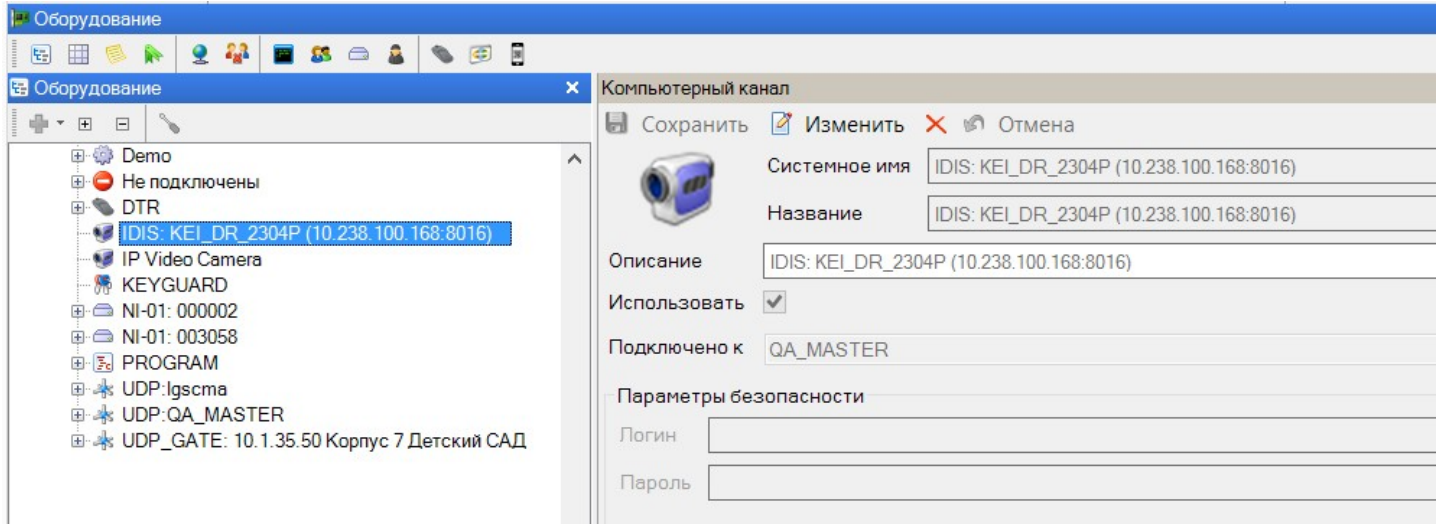 Оборудование
Оборудование
Demo
Не подключены
DTR
IDIS: KEI_DR_2304P (10.238.100.168:8016)
IP Video Camera
KEYGUARD
NI-01: 000002
NI-01: 003058
PROGRAM
UDP:lgscma
UDP:QA_MASTER
UDP_GATE: 10.1.35.50 Корпус 7 Детский САД
Компьютерный канал
Сохранить Изменить Отмена
Системное имя IDIS: KEI_DR_2304P (10.238.100.168:8016)
Название IDIS: KEI_DR_2304P (10.238.100.168:8016)
Описание IDIS: KEI_DR_2304P (10.238.100.168:8016)
Использовать
Подключено к QA_MASTER
Параметры безопасности
Логин
Пароль